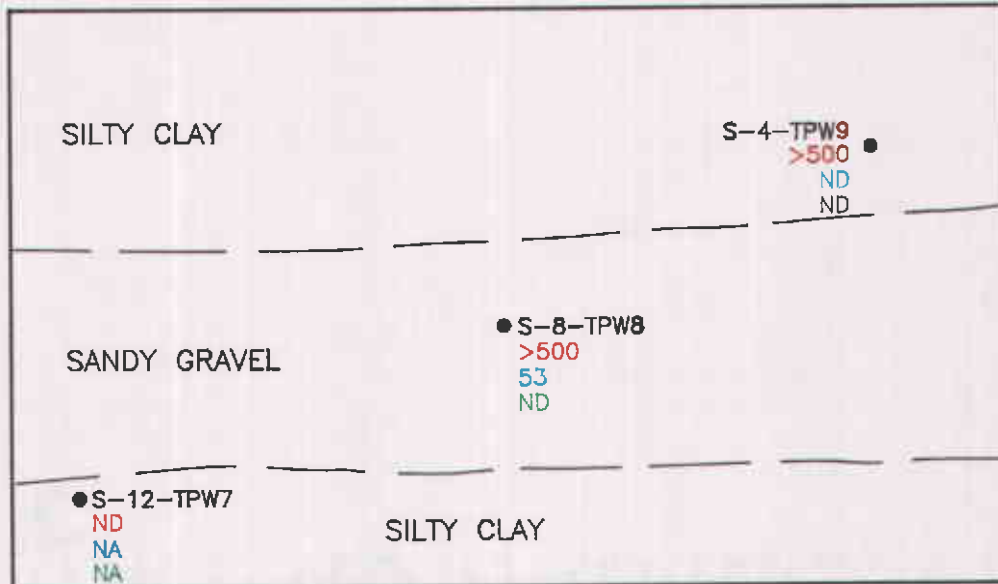 SILTY CLAY
S-4-TPW9
>500
ND
ND
S-8-TPW8
>500
53
ND
SANDY GRAVEL
S-12-TPW7
ND
NA
NA
SILTY CLAY